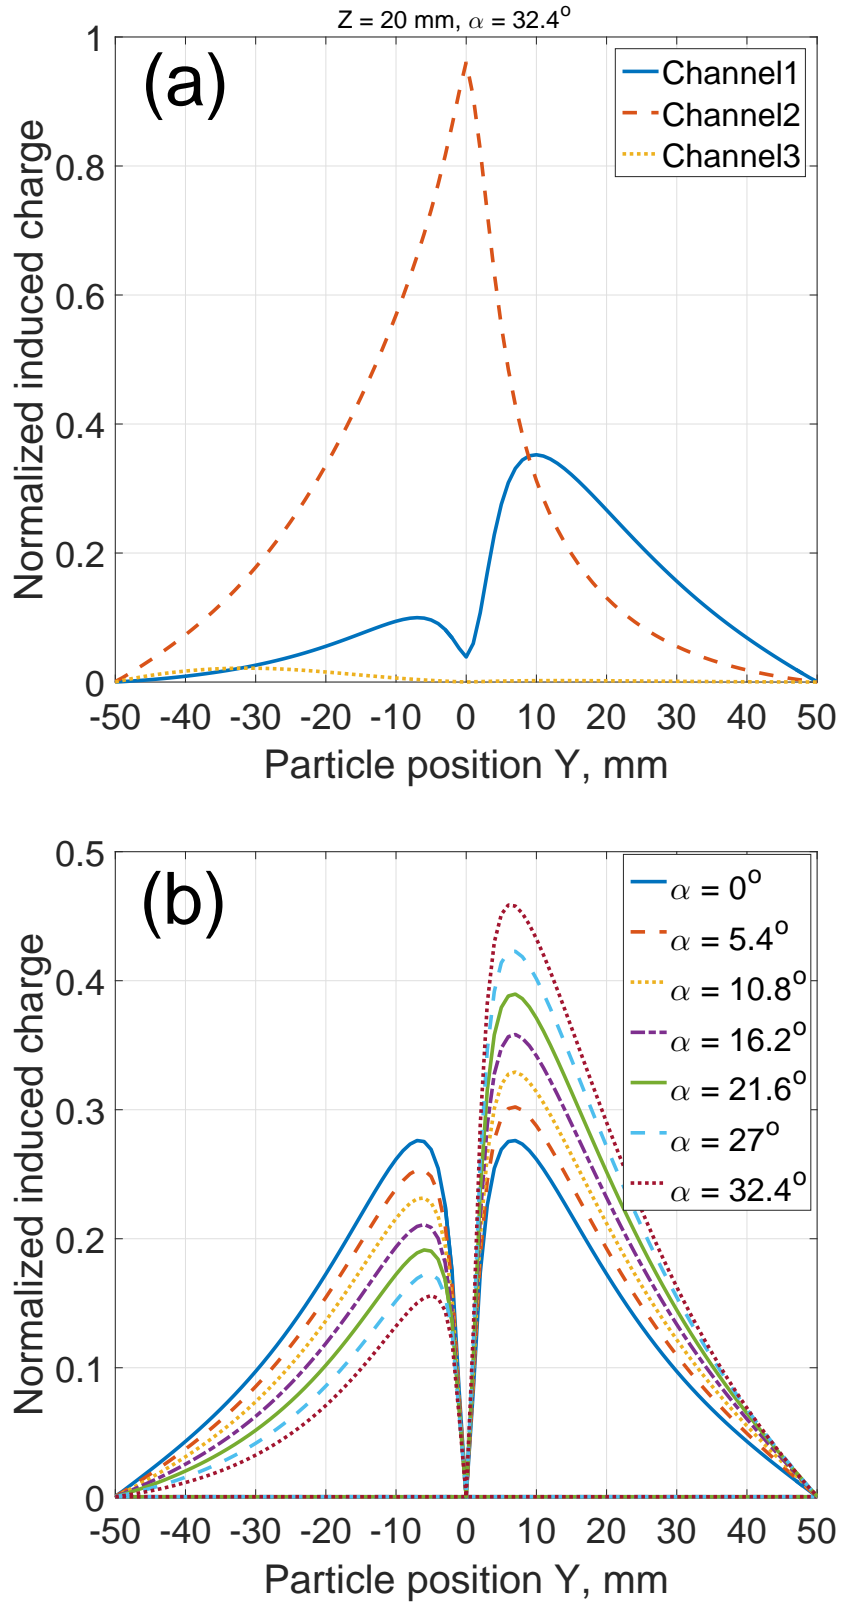 Z = 20 mm, α = 32.4°
(a)
Channel1
Channel2
Channel3
Normalized induced charge
1
0.8
0.6
0.4
0.2
0
-50 -40 -30 -20 -10 0 10 20 30 40 50
Particle position Y, mm
(b)
α = 0°
α = 5.4°
α = 10.8°
α = 16.2°
α = 21.6°
α = 27°
α = 32.4°
Normalized induced charge
0.5
0.4
0.3
0.2
0.1
0
-50 -40 -30 -20 -10 0 10 20 30 40 50
Particle position Y, mm